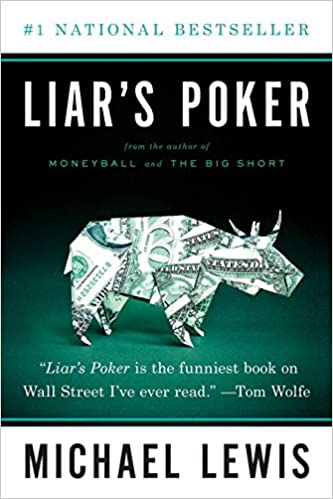 #1 NATIONAL BESTSELLER
LIAR'S POKER
from the author of
MONEYBALL and THE BIG SHORT
“Liar's Poker is the funniest book on
Wall Street I've ever read.” —Tom Wolfe
MICHAEL LEWIS